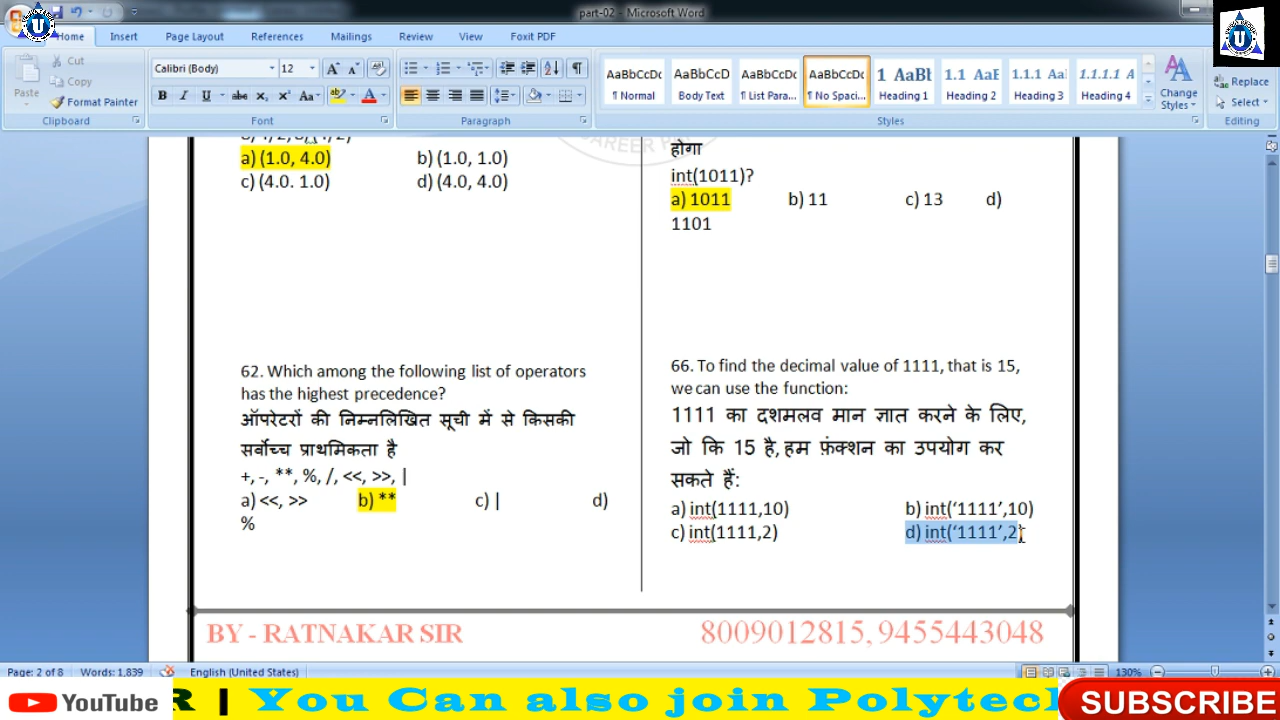 part-02 - Microsoft Word
Home Insert Page Layout References Mailings Review View Foxit PDF
Paste
Cut
Copy
Format Painter
Clipboard
Calibri (Body) 12
Font
Paragraph
AaBbCcDc AaBbCcD AaBbCcDc AaBbCcDc 1 AaBb 1.1 AaB 1.1.1 AaI 1.1.1.1 A
¶ Normal Body Text ¶ List Para... ¶ No Spaci... Heading 1 Heading 2 Heading 3 Heading 4
Change
Styles
Styles
Replace
Select
Editing
a) (1.0, 4.0) b) (1.0, 1.0)
c) (4.0. 1.0) d) (4.0, 4.0)
62. Which among the following list of operators
has the highest precedence?
ऑपरेटरों की निम्नलिखित सूची में से किसकी
सर्वोच्च प्राथमिकता है
+, -, **, %, /, <<, >>, |
a) <<, >> b) ** c) | d)
%
होगा
int(1011)?
a) 1011 b) 11 c) 13 d)
1101
66. To find the decimal value of 1111, that is 15,
we can use the function:
1111 का दशमलव मान ज्ञात करने के लिए,
जो कि 15 है, हम फ़ंक्शन का उपयोग कर
सकते हैं:
a) int(1111,10) b) int(‘1111’,10)
c) int(1111,2) d) int(‘1111’,2)
BY - RATNAKAR SIR 8009012815, 9455443048
Page: 2 of 8 Words: 1,839 English (United States) 130%
YouTube R | You Can also join Polytec SUBSCRIBE